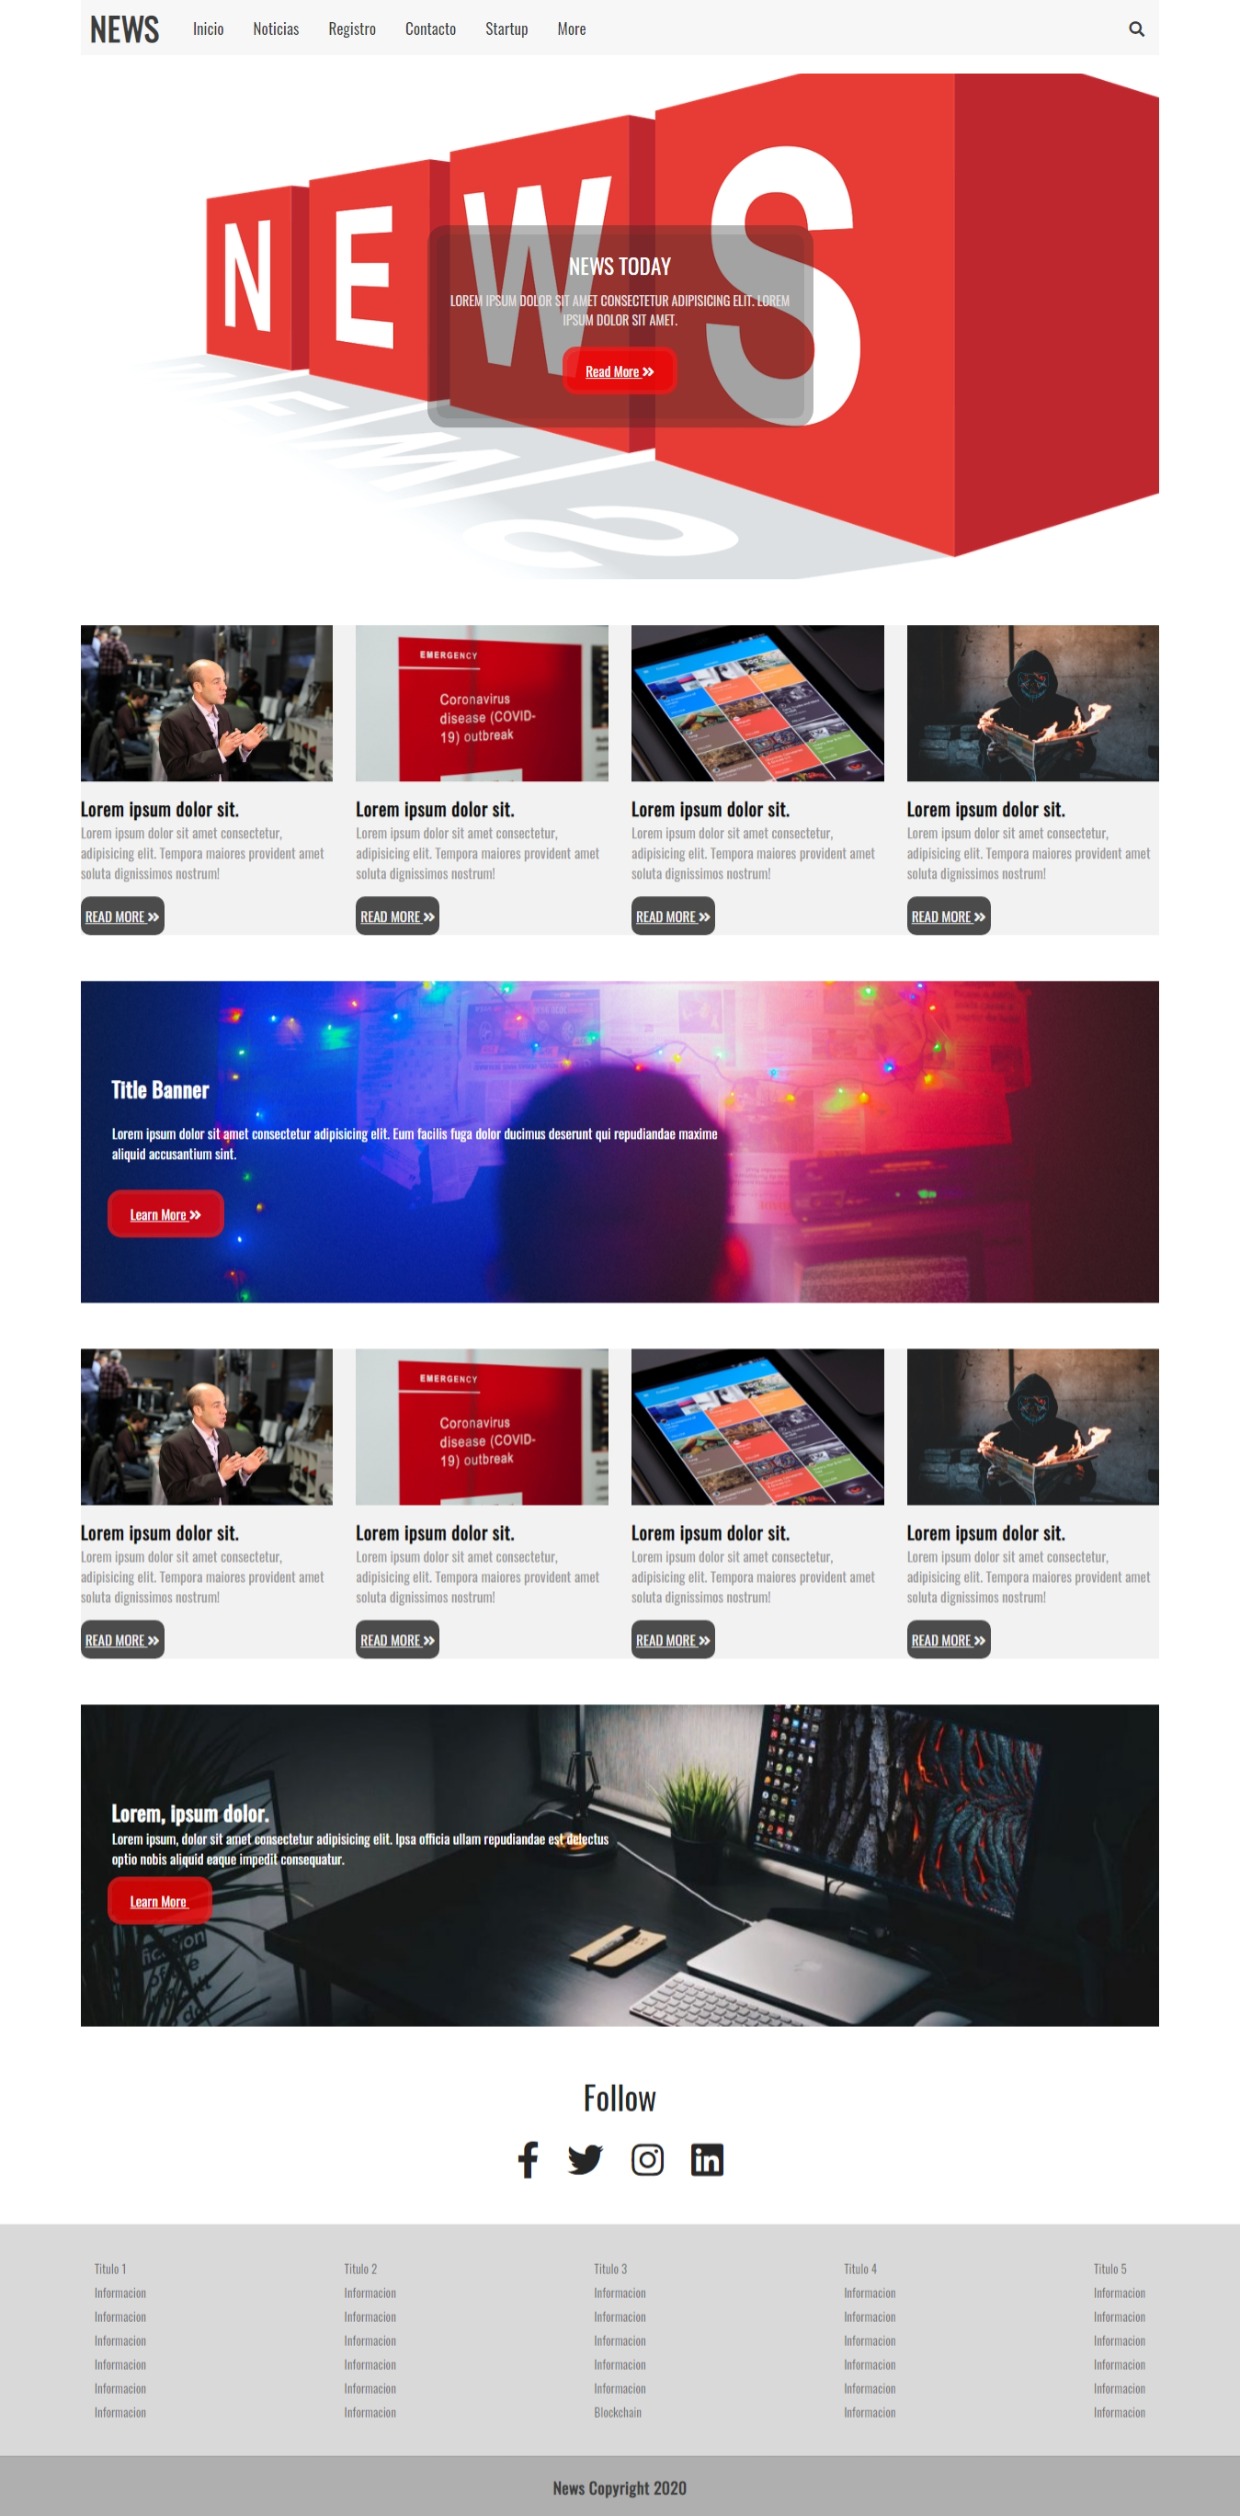 NEWS
Inicio Noticias Registro Contacto Startup More
NEWS
NEWS TODAY
LOREM IPSUM DOLOR SIT AMET CONSECTETUR ADIPISICING ELIT. LOREM
IPSUM DOLOR SIT AMET.
Read More
NEWS
EMERGENCY
Coronavirus
disease (COVID-
19) outbreak
Lorem ipsum dolor sit.
Lorem ipsum dolor sit amet consectetur,
adipisicing elit. Tempora maiores provident amet
soluta dignissimos nostrum!
READ MORE
Lorem ipsum dolor sit.
Lorem ipsum dolor sit amet consectetur,
adipisicing elit. Tempora maiores provident amet
soluta dignissimos nostrum!
READ MORE
Lorem ipsum dolor sit.
Lorem ipsum dolor sit amet consectetur,
adipisicing elit. Tempora maiores provident amet
soluta dignissimos nostrum!
READ MORE
Lorem ipsum dolor sit.
Lorem ipsum dolor sit amet consectetur,
adipisicing elit. Tempora maiores provident amet
soluta dignissimos nostrum!
READ MORE
Title Banner
Lorem ipsum dolor sit amet consectetur adipisicing elit. Eum facilis fuga dolor ducimus deserunt qui repudiandae maxime
aliquid accusantium sint.
Learn More
EMERGENCY
Coronavirus
disease (COVID-
19) outbreak
Lorem ipsum dolor sit.
Lorem ipsum dolor sit amet consectetur,
adipisicing elit. Tempora maiores provident amet
soluta dignissimos nostrum!
READ MORE
Lorem ipsum dolor sit.
Lorem ipsum dolor sit amet consectetur,
adipisicing elit. Tempora maiores provident amet
soluta dignissimos nostrum!
READ MORE
Lorem ipsum dolor sit.
Lorem ipsum dolor sit amet consectetur,
adipisicing elit. Tempora maiores provident amet
soluta dignissimos nostrum!
READ MORE
Lorem ipsum dolor sit.
Lorem ipsum dolor sit amet consectetur,
adipisicing elit. Tempora maiores provident amet
soluta dignissimos nostrum!
READ MORE
Lorem, ipsum dolor.
Lorem ipsum, dolor sit amet consectetur adipisicing elit. Ipsa officia ullam repudiandae est delectus
optio nobis aliquid eaque impedit consequatur.
Learn More
Follow
Titulo 1
Informacion
Informacion
Informacion
Informacion
Informacion
Informacion
Titulo 2
Informacion
Informacion
Informacion
Informacion
Informacion
Informacion
Titulo 3
Informacion
Informacion
Informacion
Informacion
Informacion
Blockchain
Titulo 4
Informacion
Informacion
Informacion
Informacion
Informacion
Informacion
Titulo 5
Informacion
Informacion
Informacion
Informacion
Informacion
Informacion
News Copyright 2020